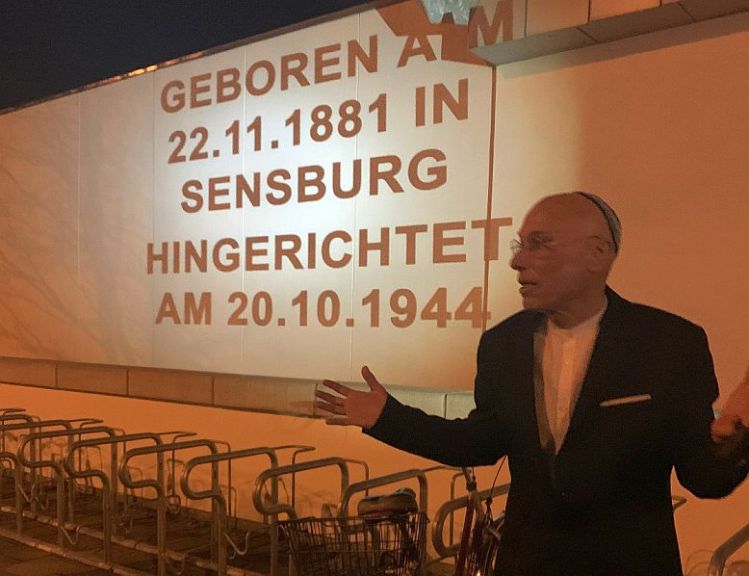 GEBOREN AM
22.11.1881 IN
SENSBURG
HINGERICHTET
AM 20.10.1944